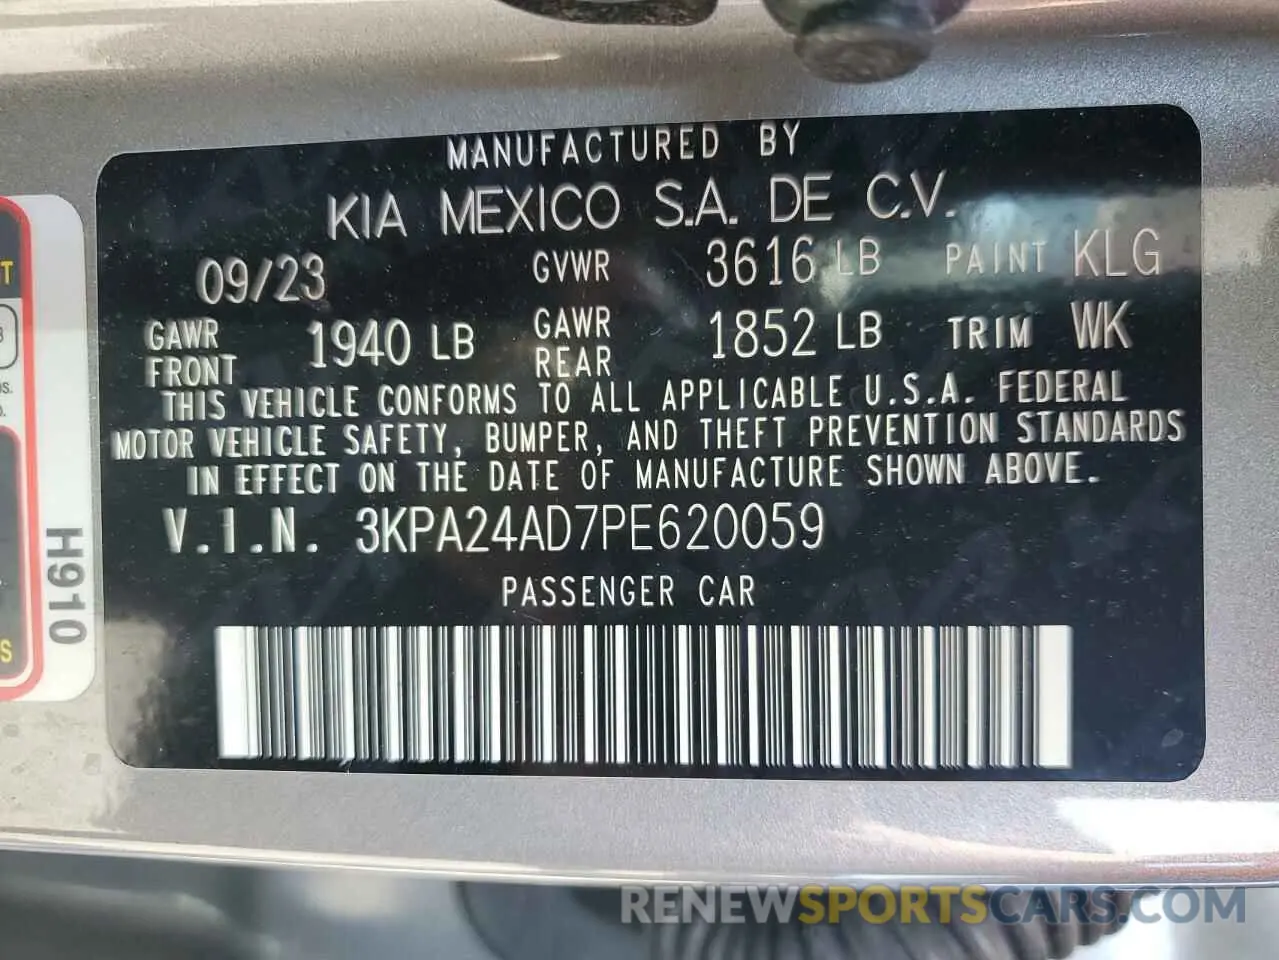 MANUFACTURED BY
KIA MEXICO S.A. DE C.V.
09/23 GVWR 3616 LB PAINT KLG
GAWR FRONT 1940 LB GAWR REAR 1852 LB TRIM WK
THIS VEHICLE CONFORMS TO ALL APPLICABLE U.S.A. FEDERAL
MOTOR VEHICLE SAFETY, BUMPER, AND THEFT PREVENTION STANDARDS
IN EFFECT ON THE DATE OF MANUFACTURE SHOWN ABOVE.
V.I.N. 3KPA24AD7PE620059
PASSENGER CAR
H910
RENEWSPORTSCARS.COM